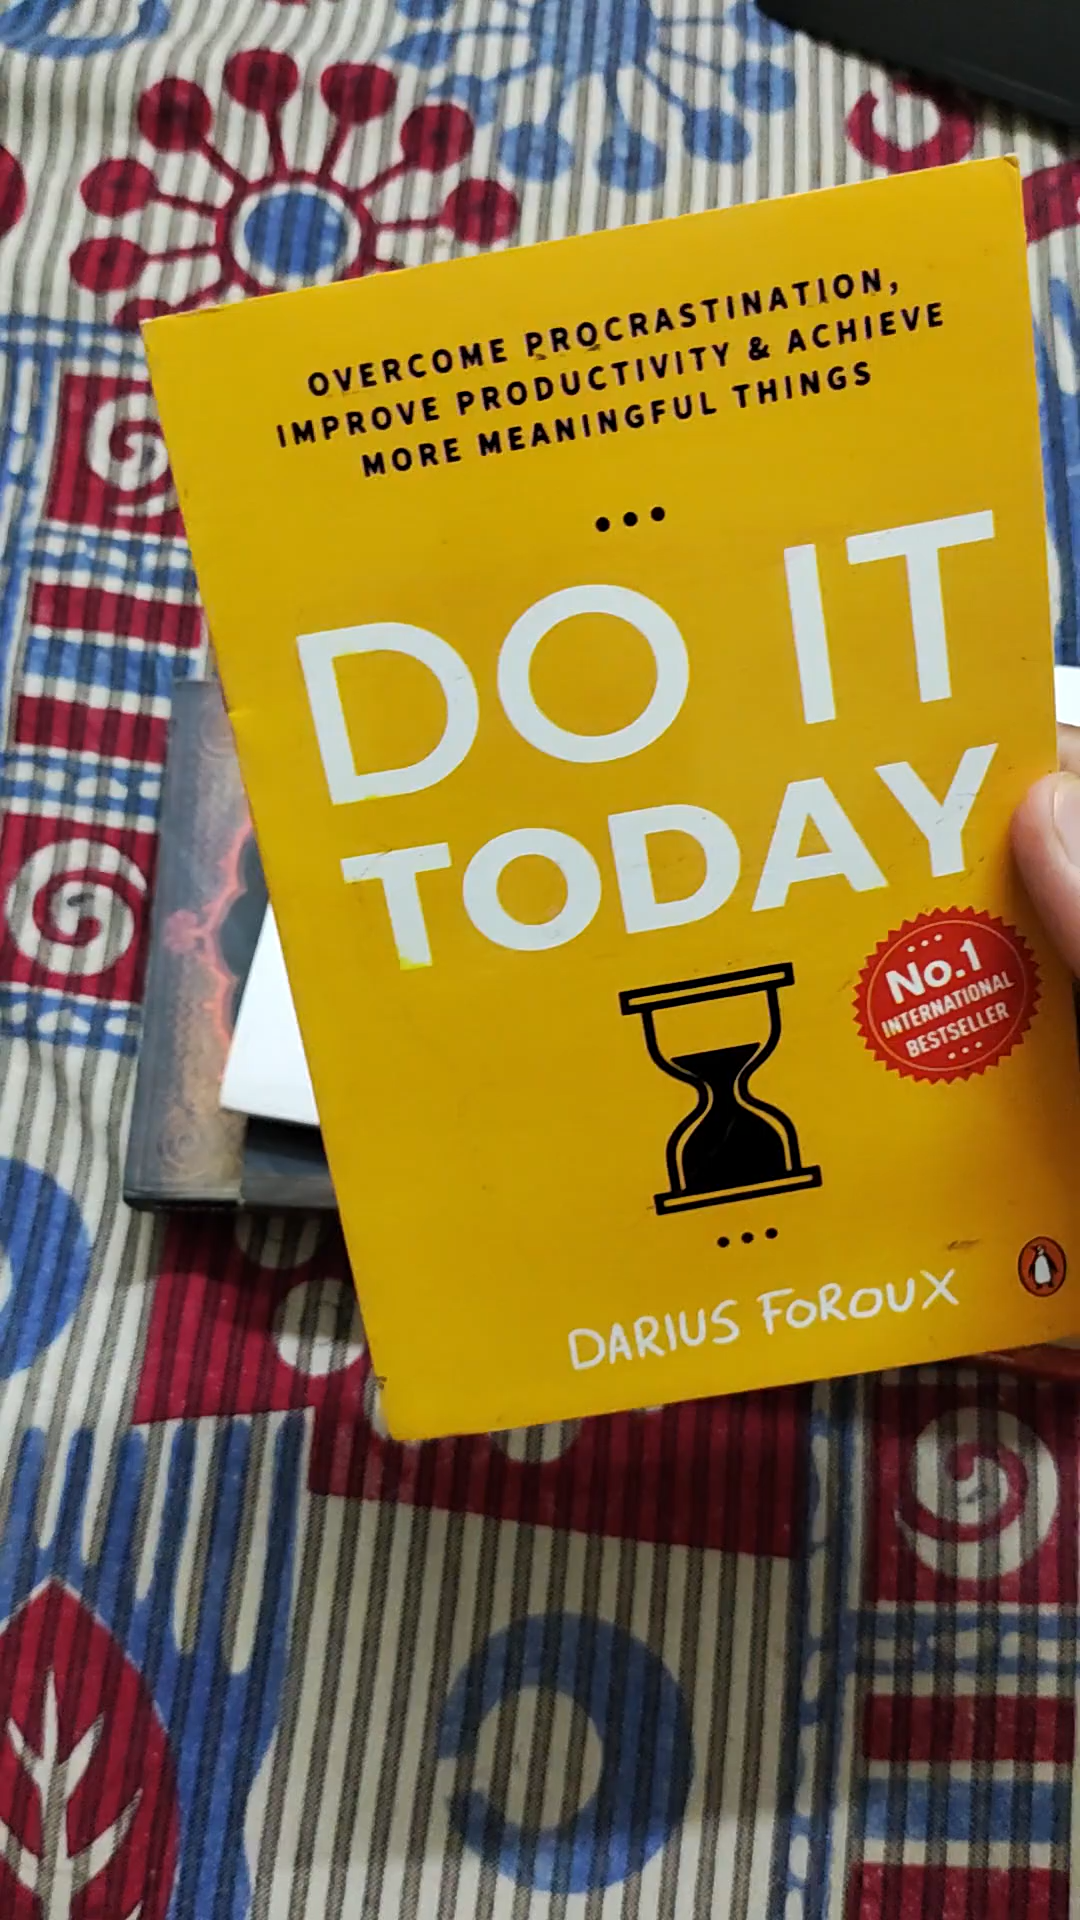 OVERCOME PROCRASTINATION,
IMPROVE PRODUCTIVITY & ACHIEVE
MORE MEANINGFUL THINGS
DO IT
TODAY
No.1
INTERNATIONAL
BESTSELLER
DARIUS FOROUX